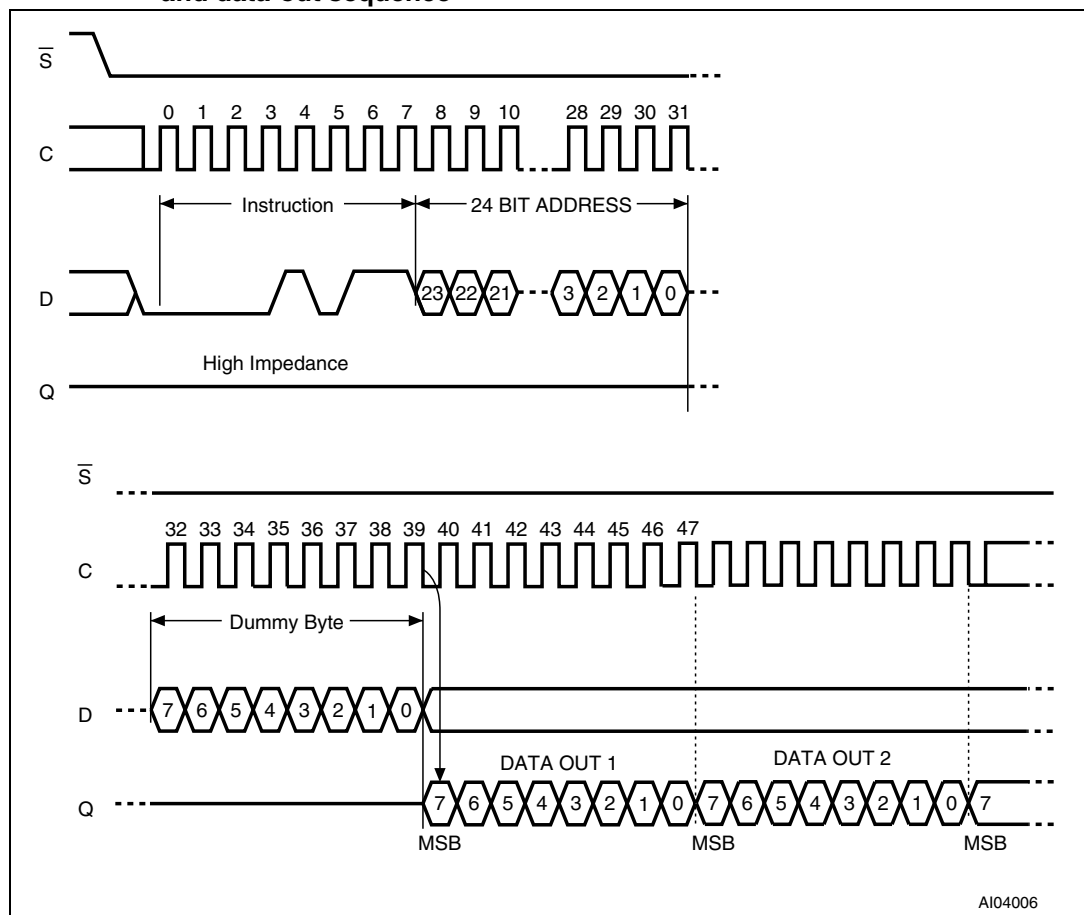 and data-out sequence
S
0 1 2 3 4 5 6 7 8 9 10 28 29 30 31
C
Instruction 24 BIT ADDRESS
D 23 22 21 3 2 1 0
High Impedance
Q
S
32 33 34 35 36 37 38 39 40 41 42 43 44 45 46 47
C
Dummy Byte
D 7 6 5 4 3 2 1 0
DATA OUT 1 DATA OUT 2
Q 7 6 5 4 3 2 1 0 7 6 5 4 3 2 1 0 7
MSB MSB MSB
AI04006